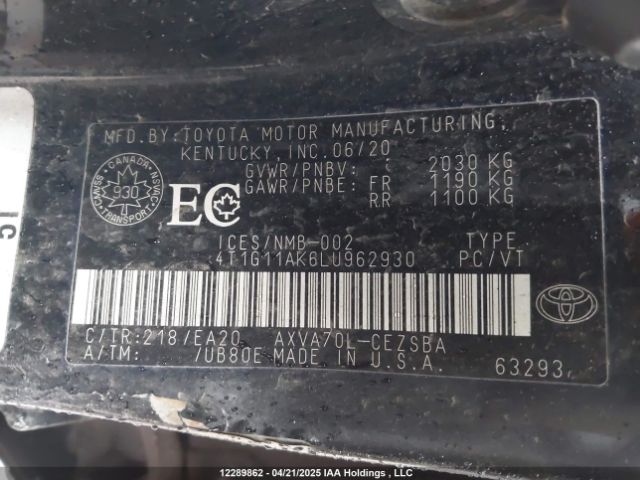 MFD.BY:TOYOTA MOTOR MANUFACTURING,
KENTUCKY,INC.06/20
GVWR/PNBV: 2030 KG
GAWR/PNBE: FR 1190 KG
RR 1100 KG
CANADA
930
TRANSPORT
CMVSS
NSVAC
EC
ICES/NMB-002 TYPE
4T1G11AK6LU962930 PC/VT
C/TR:218/EA20 AXVA70L-CEZSBA
A/TM: /UB80E MADE IN U.S.A.
63293
12289862 - 04/21/2025 IAA Holdings , LLC